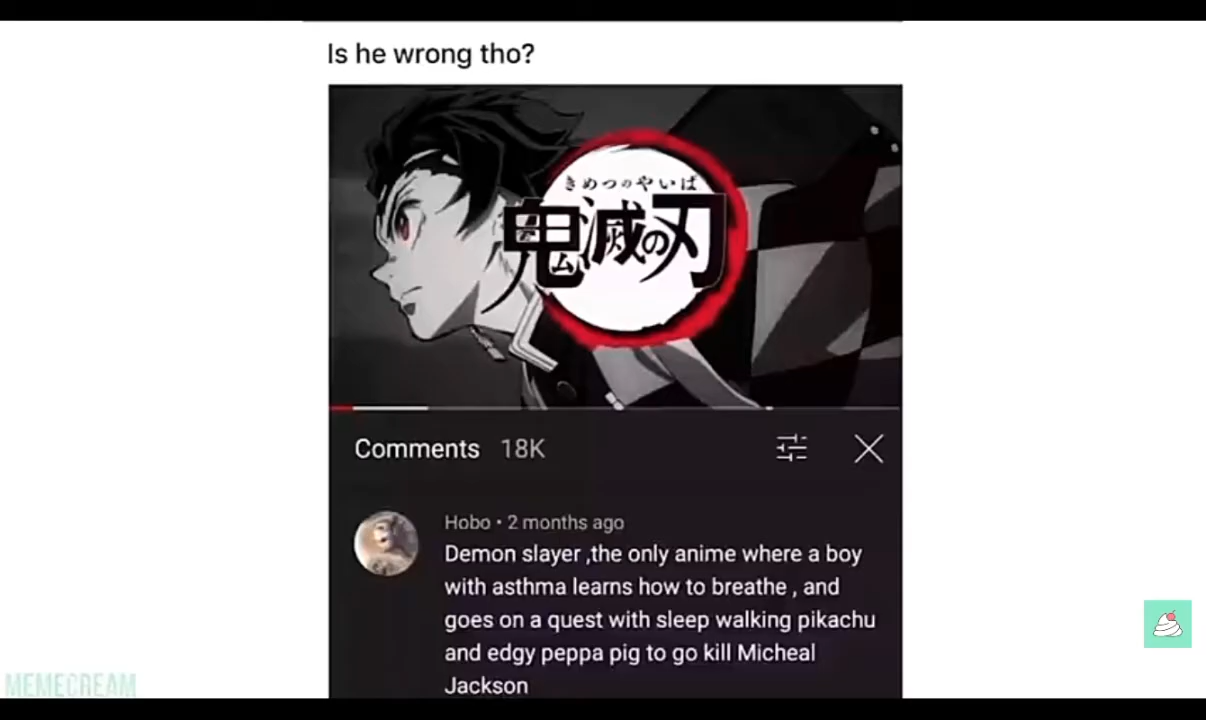 Is he wrong tho?
きめつのやいば
鬼滅の刃
Comments 18K
Hobo • 2 months ago
Demon slayer ,the only anime where a boy
with asthma learns how to breathe , and
goes on a quest with sleep walking pikachu
and edgy peppa pig to go kill Micheal
Jackson
MEMECREAM